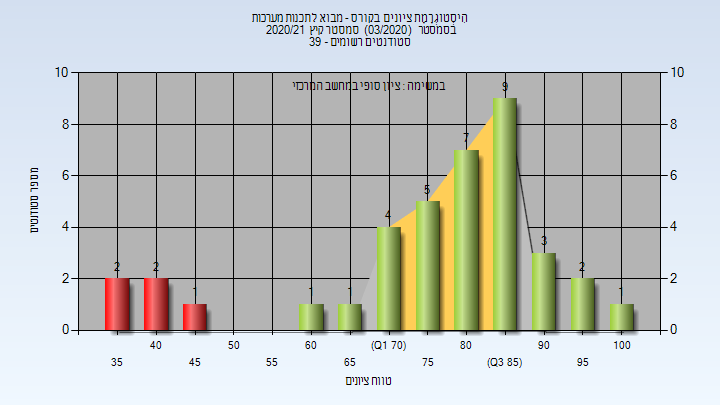 היסטוגרמת ציונים בקורס - מבוא לתכנות מערכות
בסמסטר (03/2020) סמסטר קיץ 2020/21
סטודנטים רשומים - 39
במשימה : ציון סופי במחשב המרכזי
מספר סטודנטים
10 10
8 8
6 6
4 4
2 2
0 0
2 2 1 1 1 4 5 7 9 3 2 1
40 50 60 (Q1 70) 80 90 100
35 45 55 65 75 (Q3 85) 95
טווח ציונים